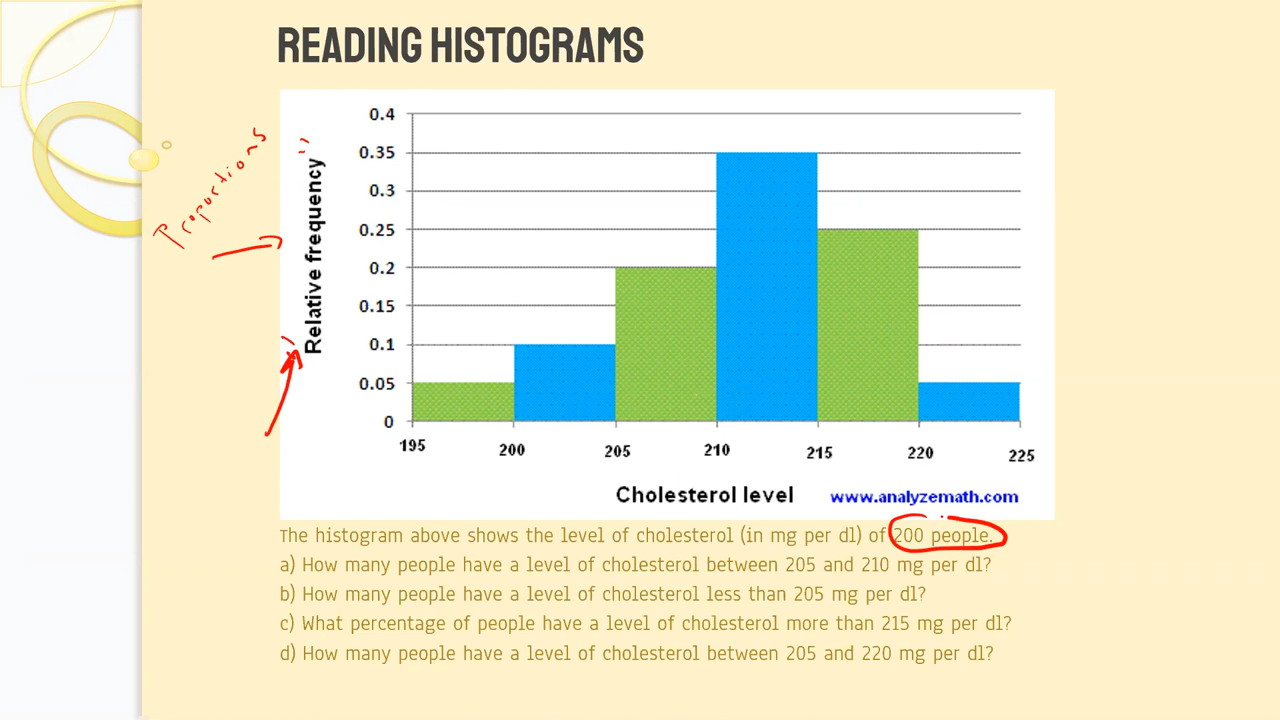 READING HISTOGRAMS
Proportions
Relative frequency
0.4
0.35
0.3
0.25
0.2
0.15
0.1
0.05
0
195 200 205 210 215 220 225
Cholesterol level
www.analyzemath.com
The histogram above shows the level of cholesterol (in mg per dl) of 200 people.
a) How many people have a level of cholesterol between 205 and 210 mg per dl?
b) How many people have a level of cholesterol less than 205 mg per dl?
c) What percentage of people have a level of cholesterol more than 215 mg per dl?
d) How many people have a level of cholesterol between 205 and 220 mg per dl?